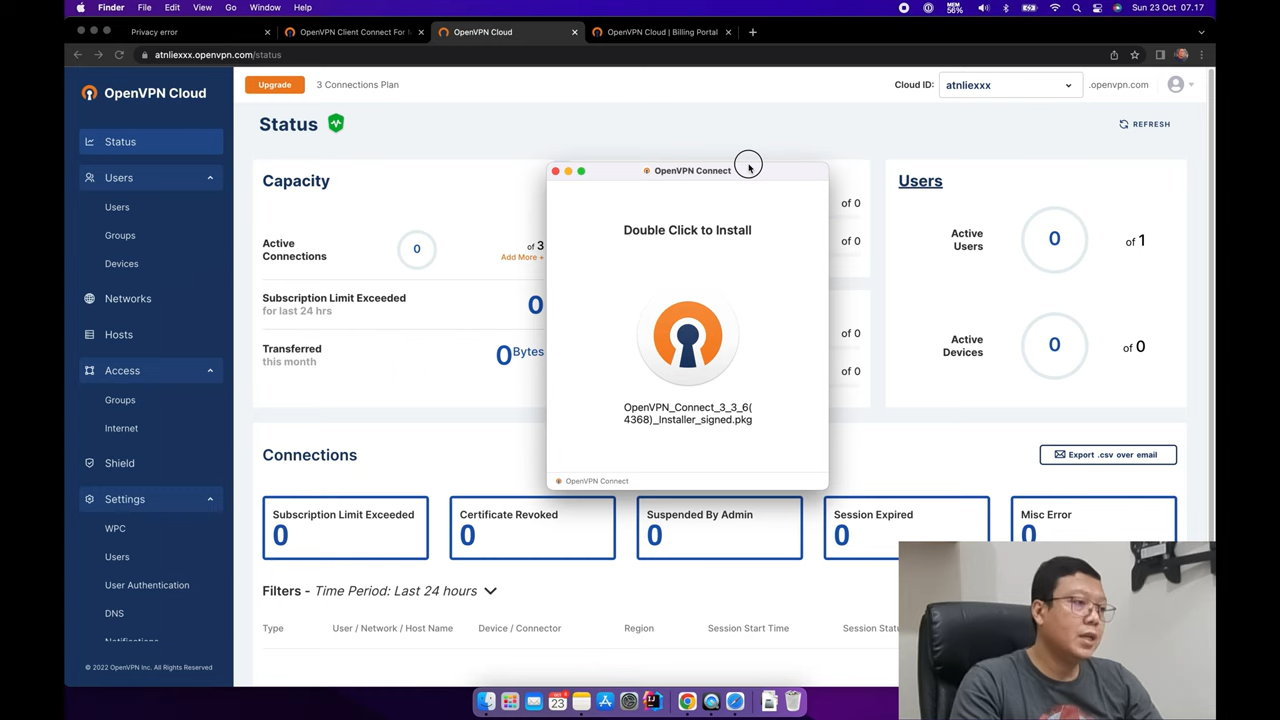 Finder File Edit View Go Window Help
MEM 56% Sun 23 Oct 07.17
Privacy error
OpenVPN Client Connect For M
OpenVPN Cloud
OpenVPN Cloud | Billing Portal
atnliexxx.openvpn.com/status
OpenVPN Cloud
Upgrade 3 Connections Plan
Cloud ID: atnliexxx .openvpn.com
Status
REFRESH
Status
Users
Users
Groups
Devices
Networks
Hosts
Access
Groups
Internet
Shield
Settings
WPC
Users
User Authentication
DNS
Notifications
© 2022 OpenVPN Inc. All Rights Reserved
Capacity
Active Connections
0
of 3
Add More +
Subscription Limit Exceeded
for last 24 hrs
0
Transferred
this month
0 Bytes
OpenVPN Connect
Double Click to Install
OpenVPN_Connect_3_3_6(
4368)_Installer_signed.pkg
OpenVPN Connect
of 0
of 0
of 0
of 0
Users
Active Users
0
of 1
Active Devices
0
of 0
Connections
Export .csv over email
Subscription Limit Exceeded
0
Certificate Revoked
0
Suspended By Admin
0
Session Expired
0
Misc Error
0
Filters - Time Period: Last 24 hours
Type User / Network / Host Name Device / Connector Region Session Start Time Session Statu
OCT
23